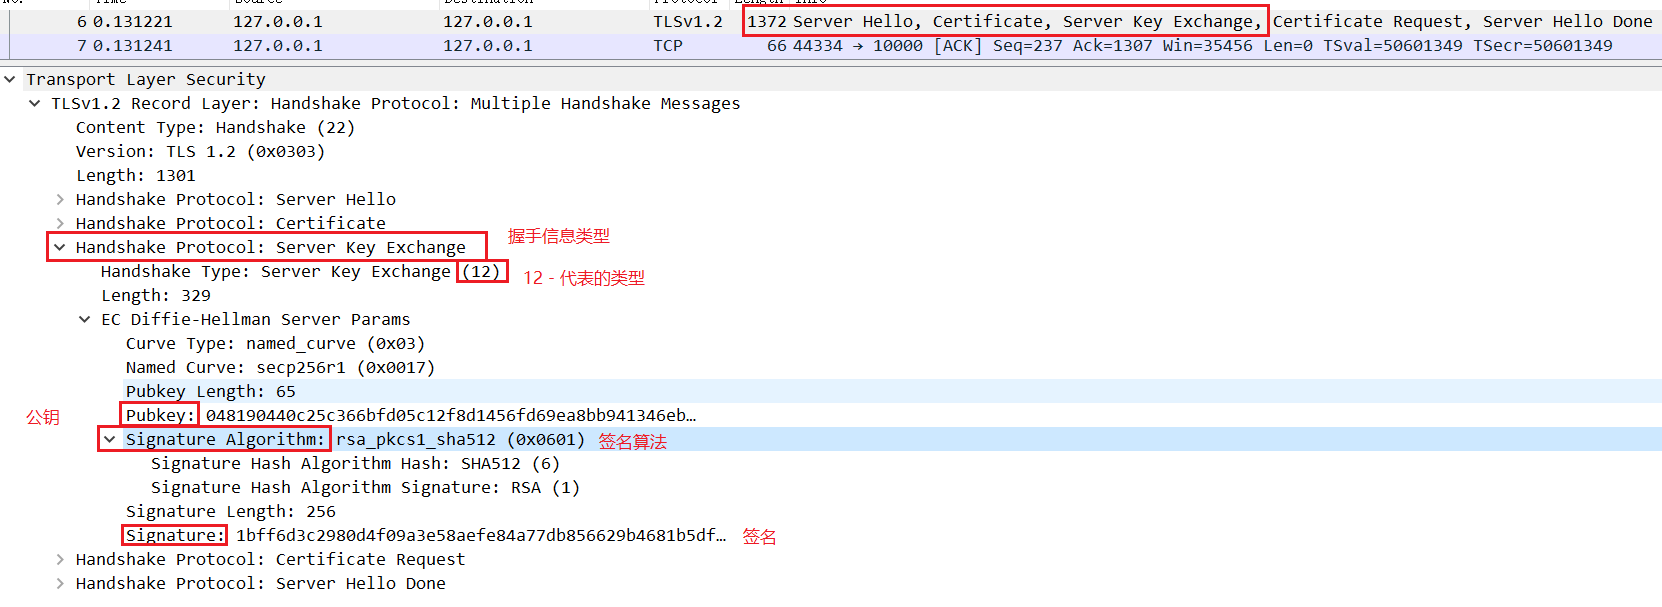 No. Time Source Destination Protocol Length Info
6 0.131221 127.0.0.1 127.0.0.1 TLSv1.2 1372 Server Hello, Certificate, Server Key Exchange, Certificate Request, Server Hello Done
7 0.131241 127.0.0.1 127.0.0.1 TCP 66 44334 → 10000 [ACK] Seq=237 Ack=1307 Win=35456 Len=0 TSval=50601349 TSecr=50601349
Transport Layer Security
TLSv1.2 Record Layer: Handshake Protocol: Multiple Handshake Messages
Content Type: Handshake (22)
Version: TLS 1.2 (0x0303)
Length: 1301
Handshake Protocol: Server Hello
Handshake Protocol: Certificate
Handshake Protocol: Server Key Exchange 握手信息类型
Handshake Type: Server Key Exchange (12) 12 - 代表的类型
Length: 329
EC Diffie-Hellman Server Params
Curve Type: named_curve (0x03)
Named Curve: secp256r1 (0x0017)
Pubkey Length: 65
公钥 Pubkey: 048190440c25c366bfd05c12f8d1456fd69ea8bb941346eb…
Signature Algorithm: rsa_pkcs1_sha512 (0x0601) 签名算法
Signature Hash Algorithm Hash: SHA512 (6)
Signature Hash Algorithm Signature: RSA (1)
Signature Length: 256
Signature: 1bff6d3c2980d4f09a3e58aefe84a77db856629b4681b5df… 签名
Handshake Protocol: Certificate Request
Handshake Protocol: Server Hello Done